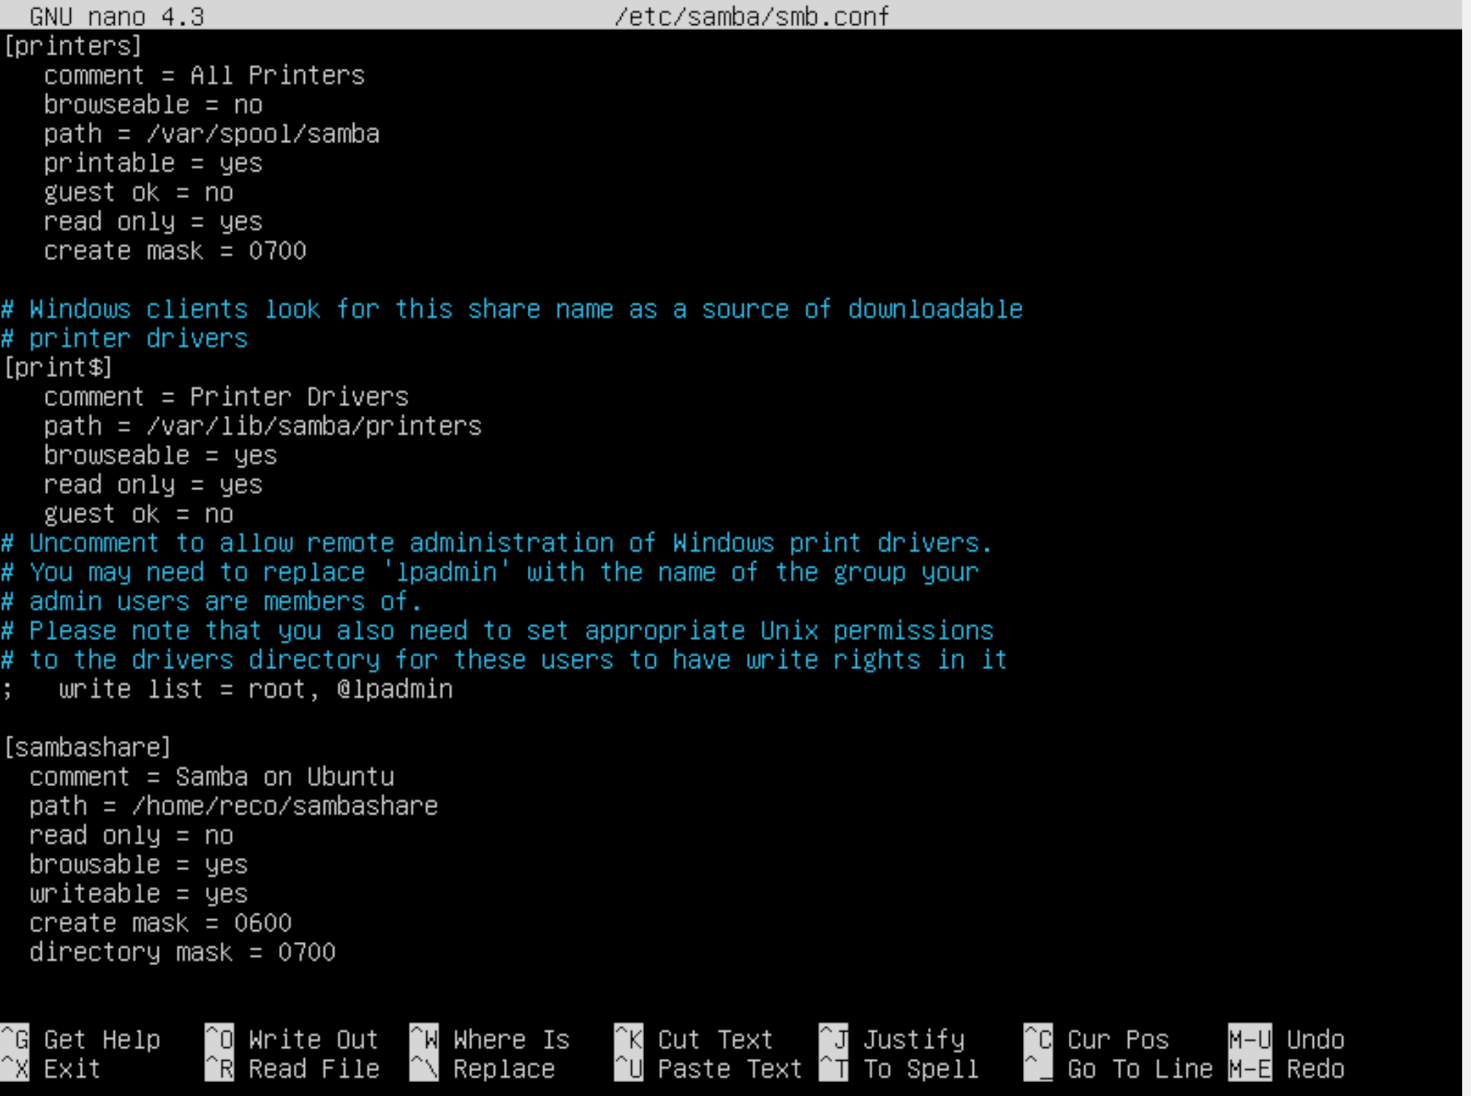 GNU nano 4.3 /etc/samba/smb.conf
[printers]
   comment = All Printers
   browseable = no
   path = /var/spool/samba
   printable = yes
   guest ok = no
   read only = yes
   create mask = 0700

# Windows clients look for this share name as a source of downloadable
# printer drivers
[print$]
   comment = Printer Drivers
   path = /var/lib/samba/printers
   browseable = yes
   read only = yes
   guest ok = no
# Uncomment to allow remote administration of Windows print drivers.
# You may need to replace 'lpadmin' with the name of the group your
# admin users are members of.
# Please note that you also need to set appropriate Unix permissions
# to the drivers directory for these users to have write rights in it
;   write list = root, @lpadmin

[sambashare]
  comment = Samba on Ubuntu
  path = /home/reco/sambashare
  read only = no
  browsable = yes
  writeable = yes
  create mask = 0600
  directory mask = 0700

^G Get Help ^O Write Out ^W Where Is ^K Cut Text ^J Justify ^C Cur Pos M-U Undo
^X Exit ^R Read File ^\ Replace ^U Paste Text ^T To Spell ^_ Go To Line M-E Redo